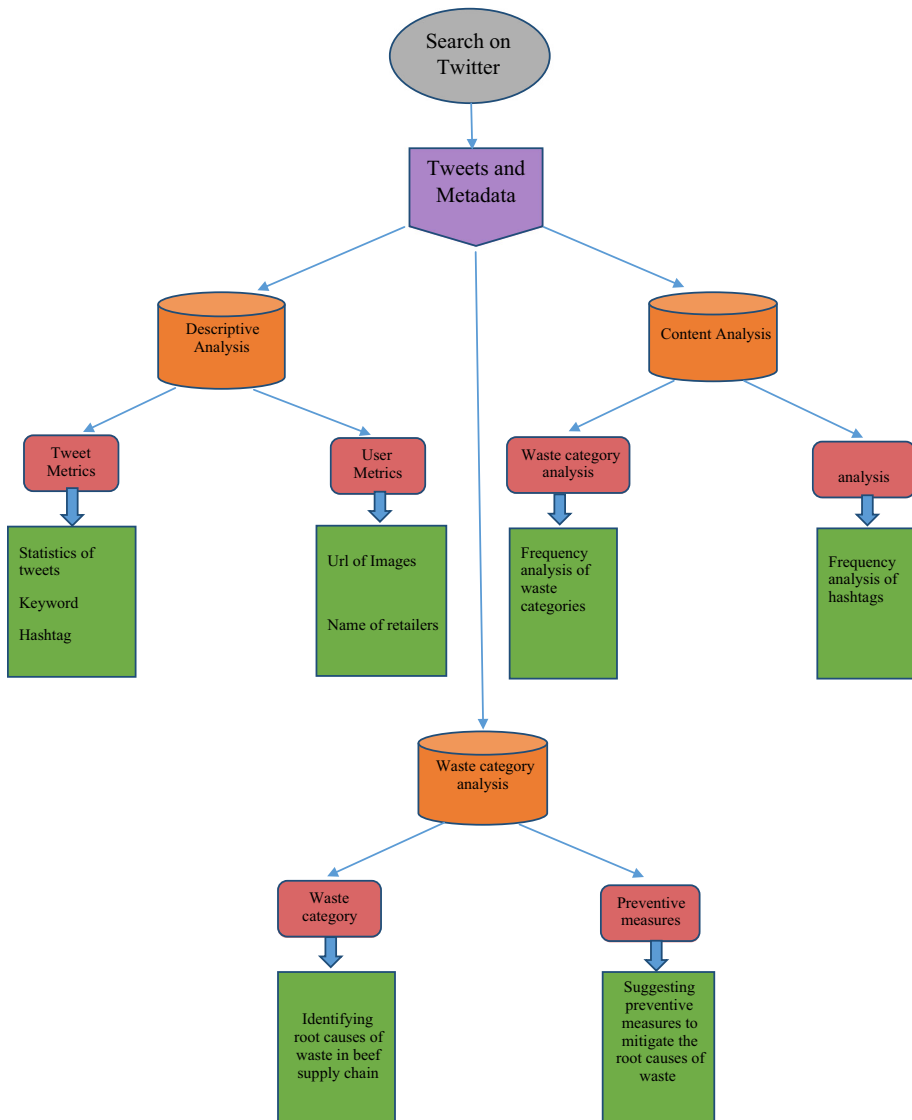 Search on
Twitter
Tweets and
Metadata
Descriptive
Analysis
Content Analysis
Tweet
Metrics
User
Metrics
Waste category
analysis
analysis
Statistics of
tweets
Keyword
Hashtag
Url of Images
Name of retailers
Frequency
analysis of
waste
categories
Frequency
analysis of
hashtags
Waste category
analysis
Waste
category
Preventive
measures
Identifying
root causes of
waste in beef
supply chain
Suggesting
preventive
measures to
mitigate the
root causes of
waste